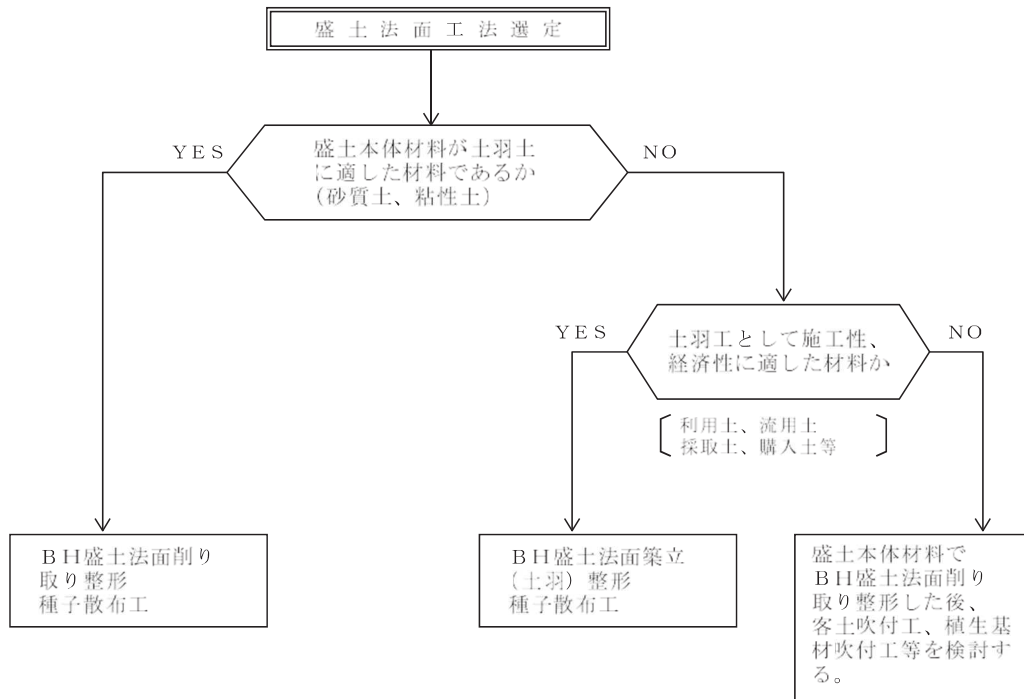 盛土法面工法選定
YES
盛土本体材料が土羽土
に適した材料であるか
(砂質土、粘性土)
NO
YES
土羽工として施工性、
経済性に適した材料か
NO
利用土、流用土
採取土、購入土等
ＢＨ盛土法面削り
取り整形
種子散布工
ＢＨ盛土法面築立
(土羽）整形
種子散布工
盛土本体材料で
ＢＨ盛土法面削り
取り整形した後、
客土吹付工、植生基
材吹付工等を検討す
る。